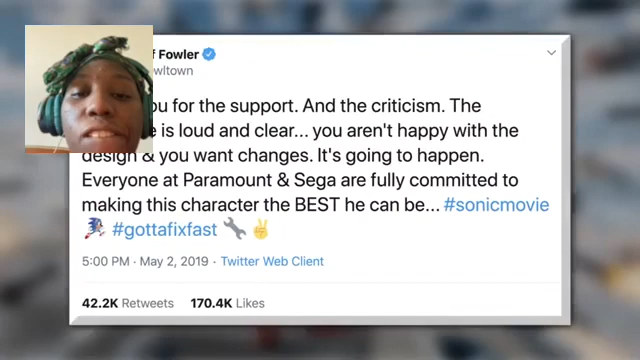 f Fowler
wltown
u for the support. And the criticism. The
e is loud and clear... you aren't happy with the
design & you want changes. It's going to happen.
Everyone at Paramount & Sega are fully committed to
making this character the BEST he can be... #sonicmovie
#gottafixfast
5:00 PM · May 2, 2019 · Twitter Web Client
42.2K Retweets 170.4K Likes